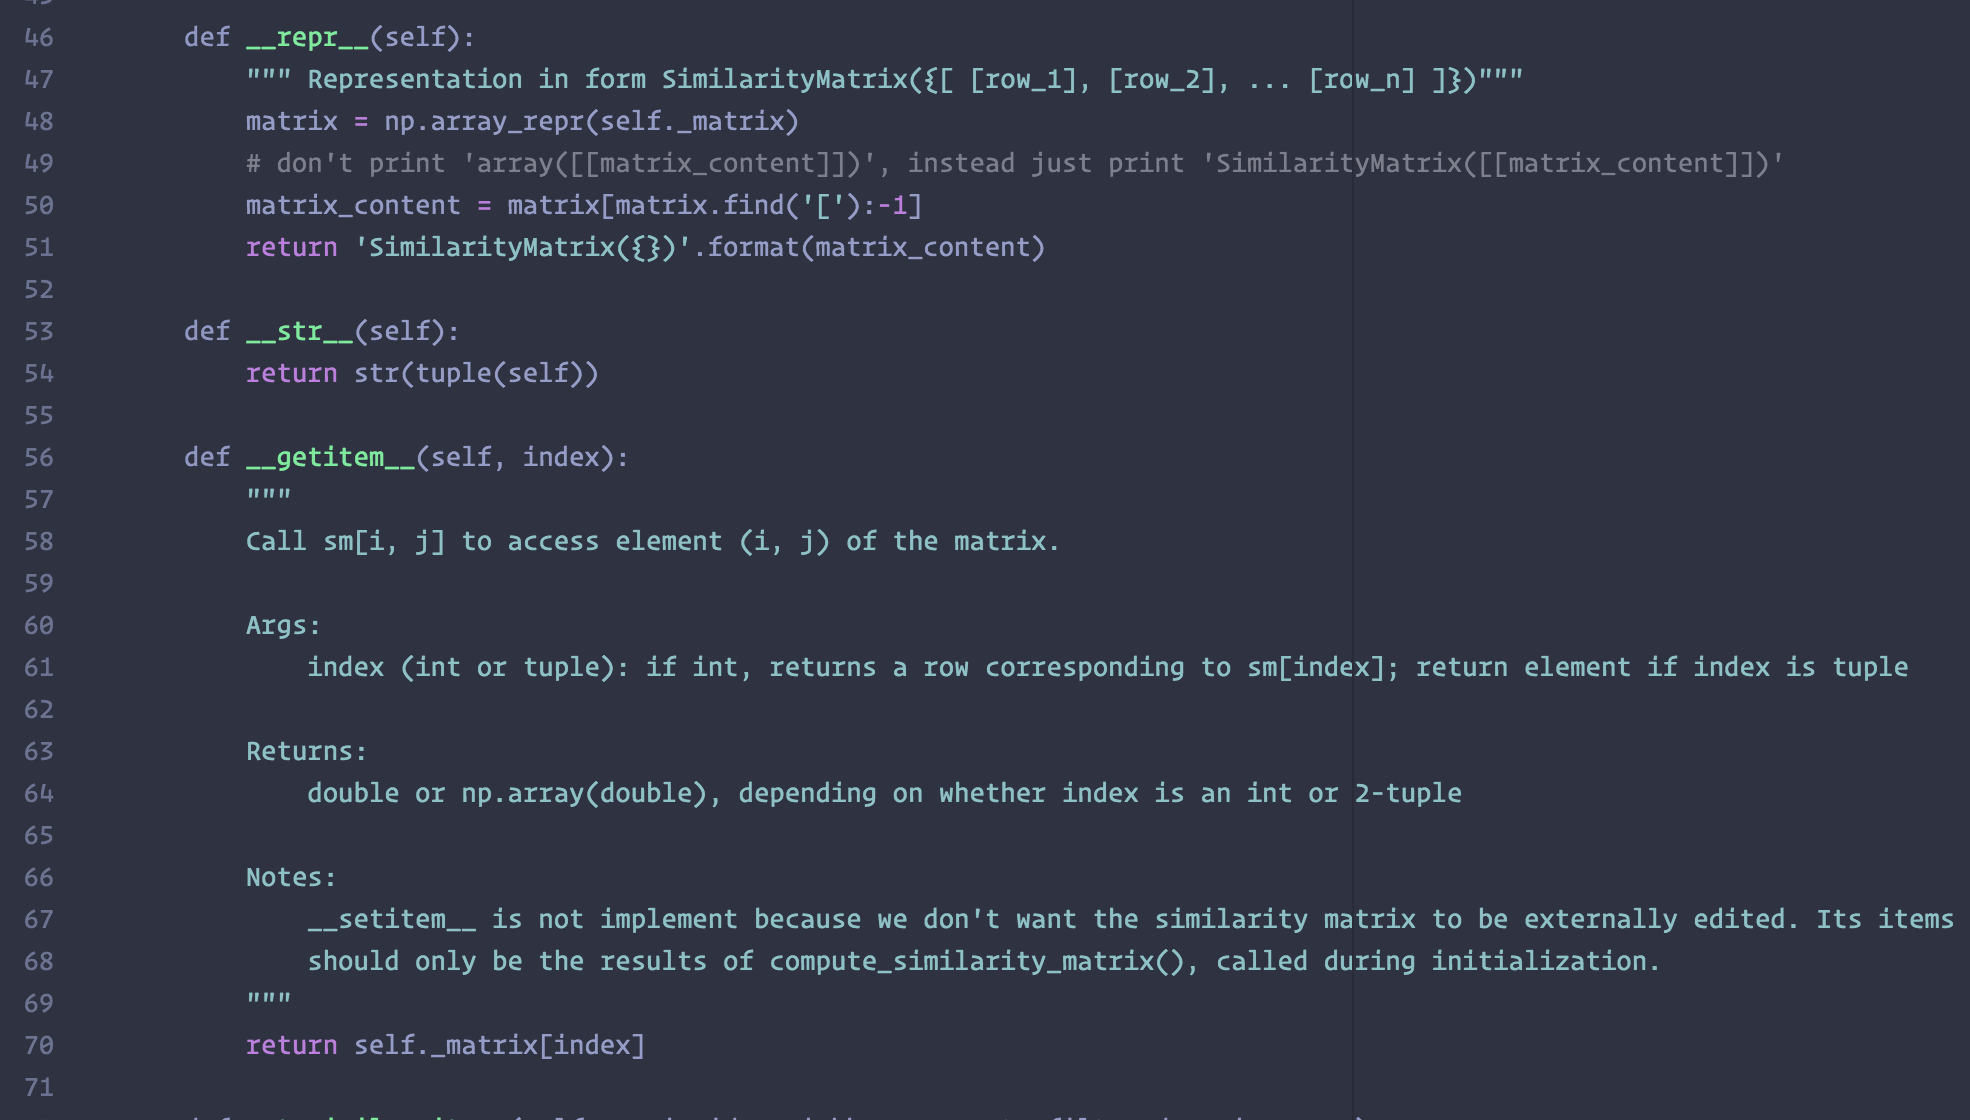 46 def __repr__(self):
47 """ Representation in form SimilarityMatrix({[ [row_1], [row_2], ... [row_n] ]})"""
48 matrix = np.array_repr(self._matrix)
49 # don't print 'array([[matrix_content]])', instead just print 'SimilarityMatrix([[matrix_content]])'
50 matrix_content = matrix[matrix.find('['):-1]
51 return 'SimilarityMatrix({})'.format(matrix_content)
52
53 def __str__(self):
54 return str(tuple(self))
55
56 def __getitem__(self, index):
57 """
58 Call sm[i, j] to access element (i, j) of the matrix.
59
60 Args:
61 index (int or tuple): if int, returns a row corresponding to sm[index]; return element if index is tuple
62
63 Returns:
64 double or np.array(double), depending on whether index is an int or 2-tuple
65
66 Notes:
67 __setitem__ is not implement because we don't want the similarity matrix to be externally edited. Its items
68 should only be the results of compute_similarity_matrix(), called during initialization.
69 """
70 return self._matrix[index]
71